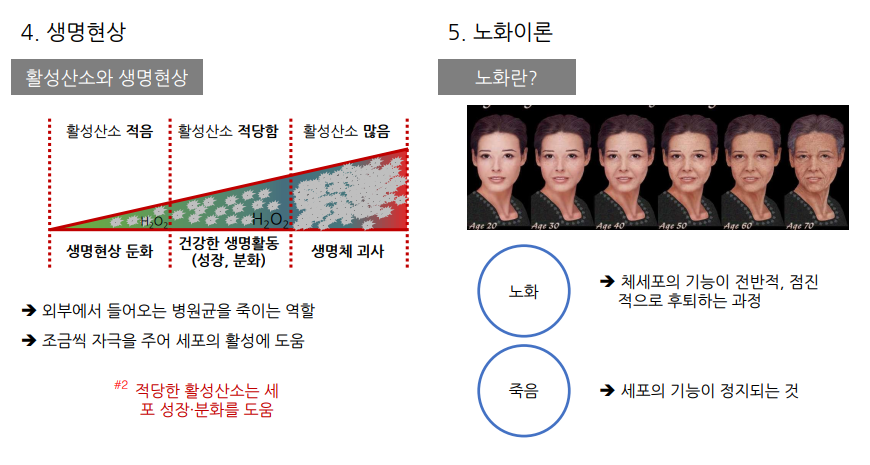 4. 생명현상
활성산소와 생명현상
활성산소 적음
활성산소 적당함
활성산소 많음
H₂O₂
H₂O₂
생명현상 둔화
건강한 생명활동
(성장, 분화)
생명체 괴사
➔ 외부에서 들어오는 병원균을 죽이는 역할
➔ 조금씩 자극을 주어 세포의 활성에 도움
#2 적당한 활성산소는 세
포 성장·분화를 도움
5. 노화이론
노화란?
Age 20
Age 30
Age 40
Age 50
Age 60
Age 70
노화
➔ 체세포의 기능이 전반적, 점진
적으로 후퇴하는 과정
죽음
➔ 세포의 기능이 정지되는 것